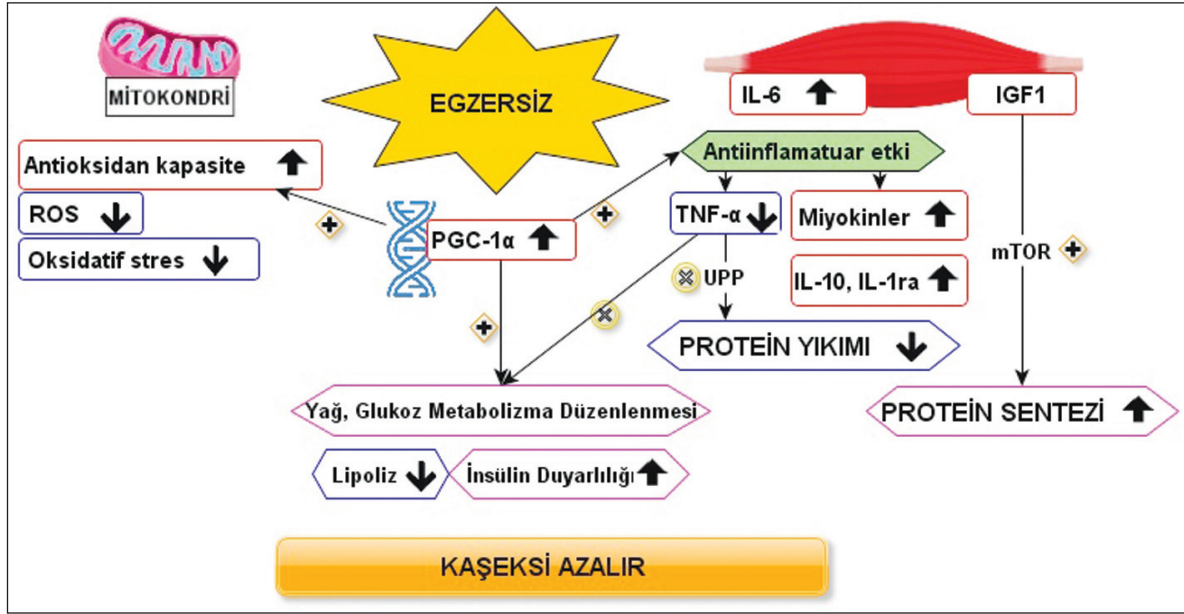 MİTOKONDRİ
EGZERSİZ
IL-6
IGF1
Antioksidan kapasite
Antiinflamatuar etki
ROS
PGC-1α
TNF-α
Miyokinler
Oksidatif stres
UPP
IL-10, IL-1ra
mTOR
PROTEİN YIKIMI
Yağ, Glukoz Metabolizma Düzenlenmesi
PROTEİN SENTEZİ
Lipoliz
İnsülin Duyarlılığı
KAŞEKSİ AZALIR